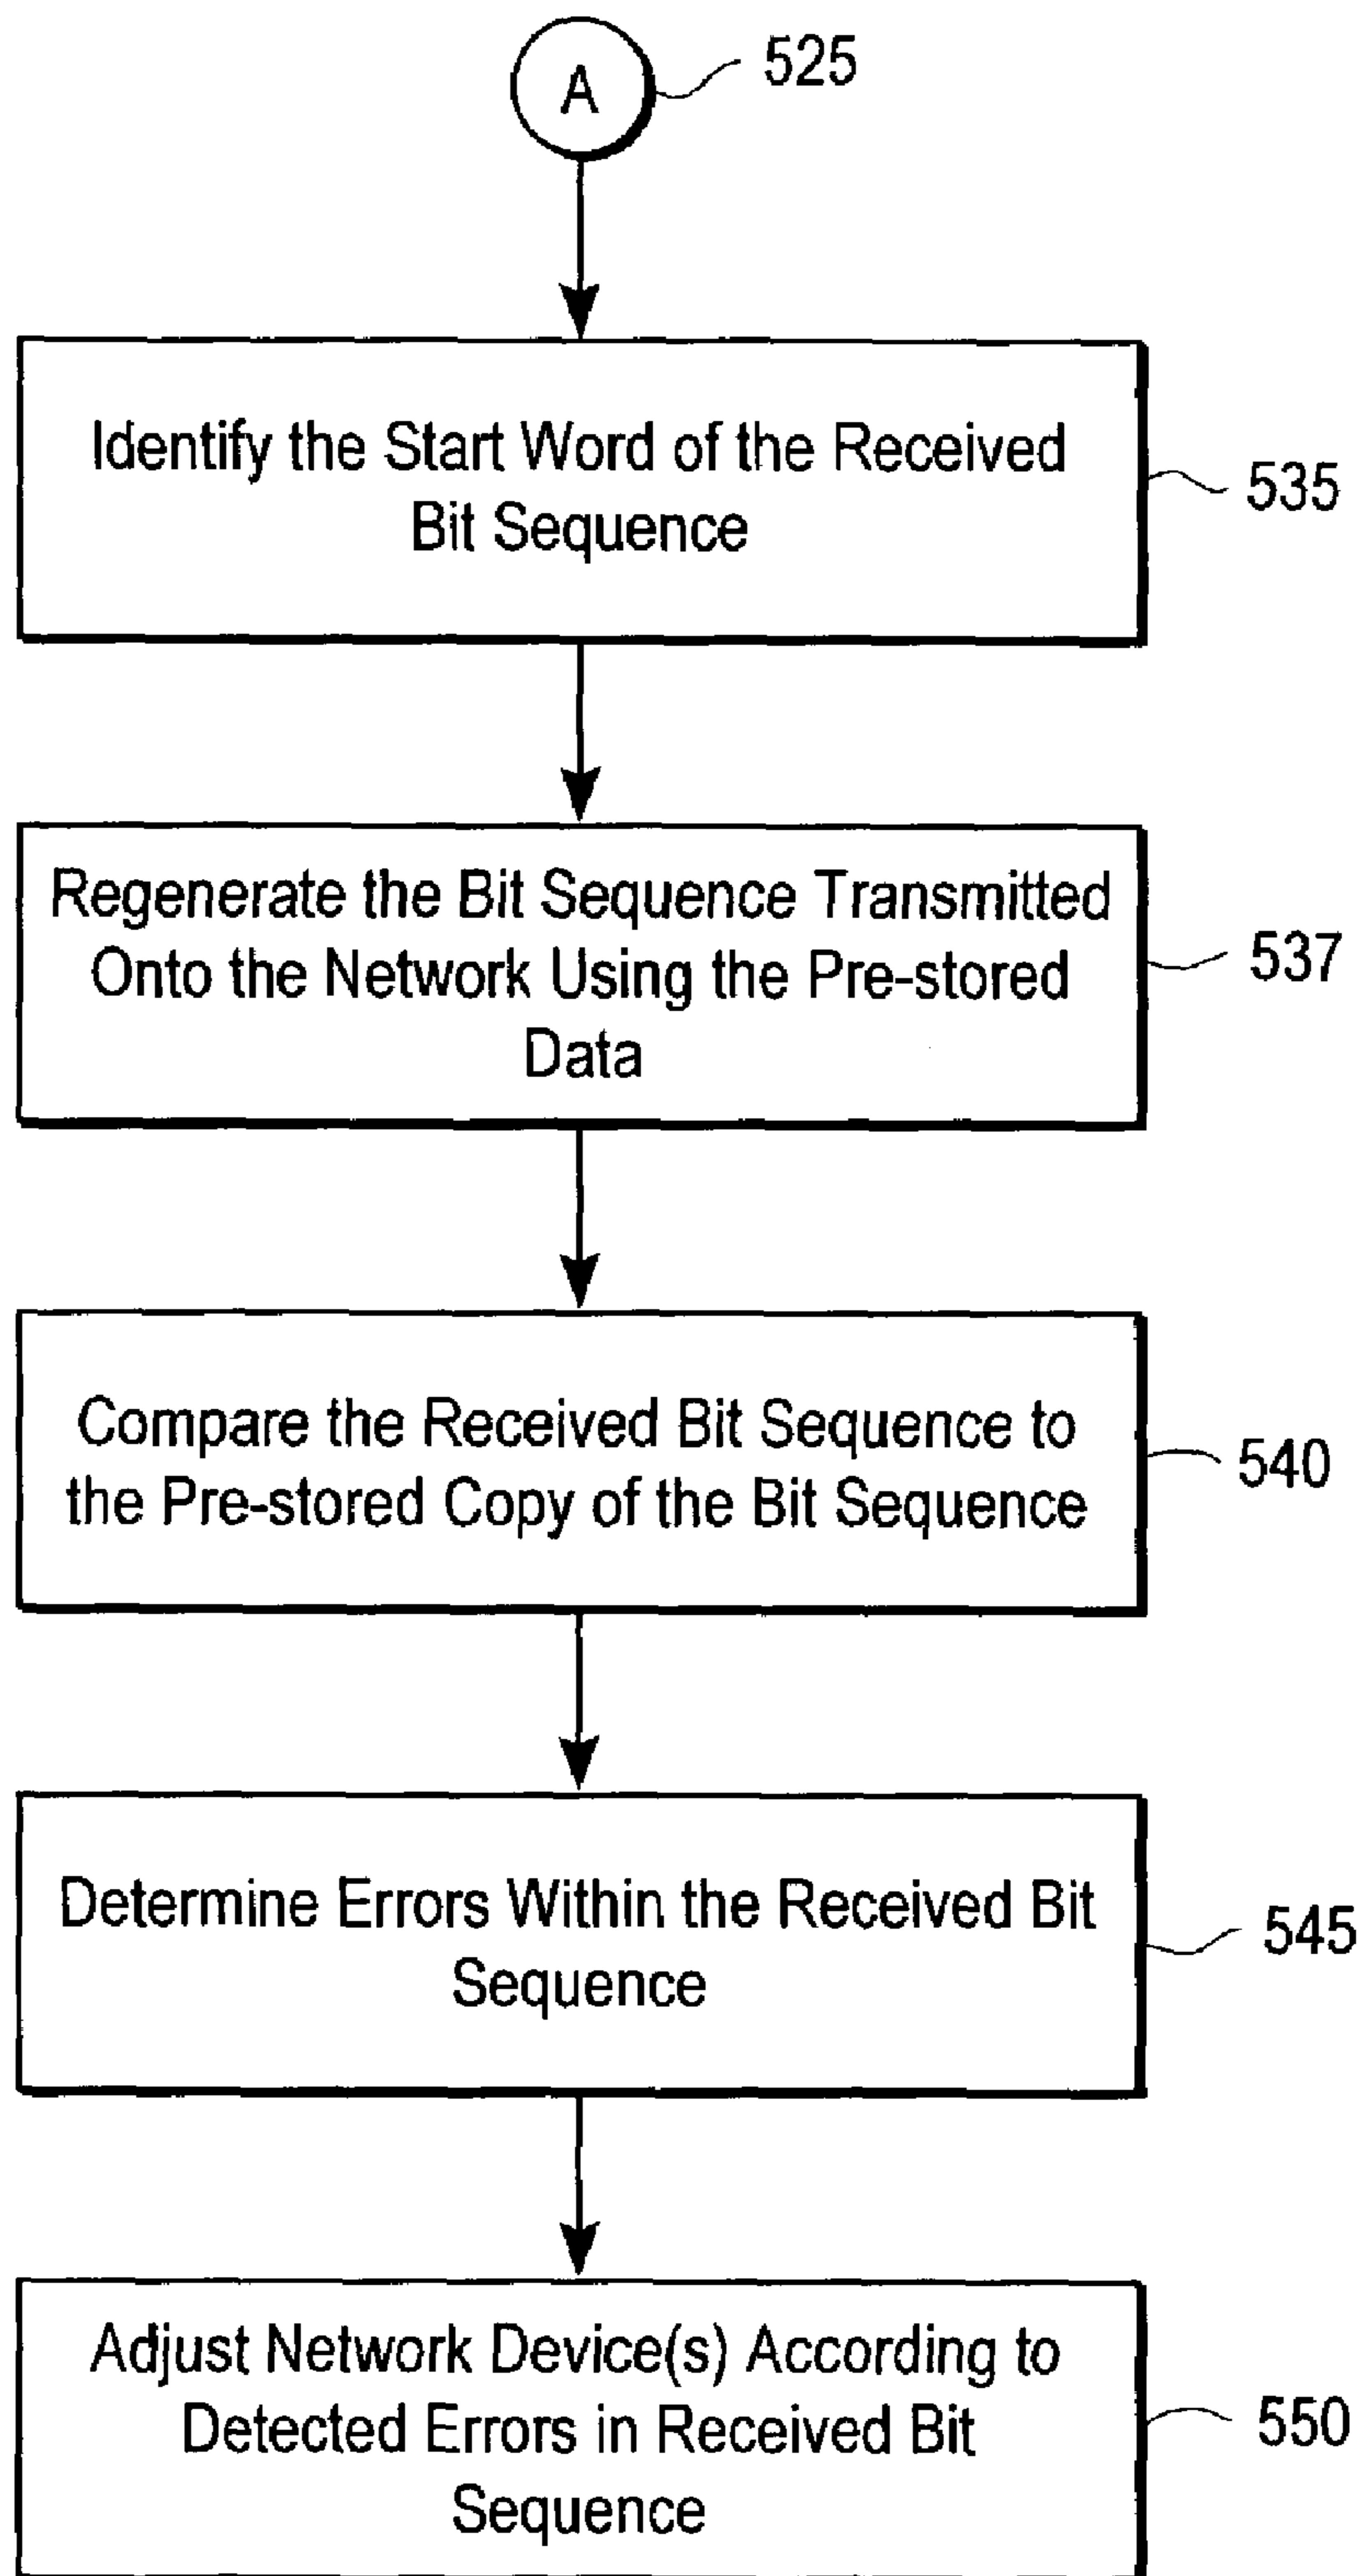 A
525
Identify the Start Word of the Received
Bit Sequence
535
Regenerate the Bit Sequence Transmitted
Onto the Network Using the Pre-stored
Data
537
Compare the Received Bit Sequence to
the Pre-stored Copy of the Bit Sequence
540
Determine Errors Within the Received Bit
Sequence
545
Adjust Network Device(s) According to
Detected Errors in Received Bit
Sequence
550